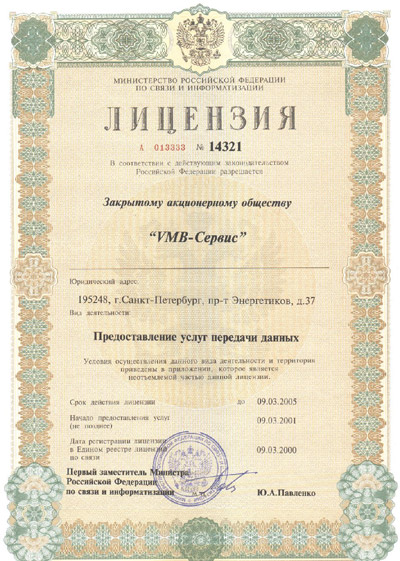 МИНИСТЕРСТВО РОССИЙСКОЙ ФЕДЕРАЦИИ
ПО СВЯЗИ И ИНФОРМАТИЗАЦИИ
ЛИЦЕНЗИЯ
А 013333 № 14321
В соответствии с действующим законодательством
Российской Федерации разрешается
Закрытому акционерному обществу
“VMB-Сервис”
Юридический адрес:
195248, г.Санкт-Петербург, пр-т Энергетиков, д.37
Вид деятельности:
Предоставление услуг передачи данных
Условия осуществления данного вида деятельности и территория
приведены в приложении, которое является
неотъемлемой частью данной лицензии.
Срок действия лицензии до 09.03.2005
Начало предоставления услуг 09.03.2001
(не позднее)
Дата регистрации лицензии
в Едином реестре лицензий 09.03.2000
по связи
Первый заместитель Министра
Российской Федерации
по связи и информатизации Ю.А.Павленко